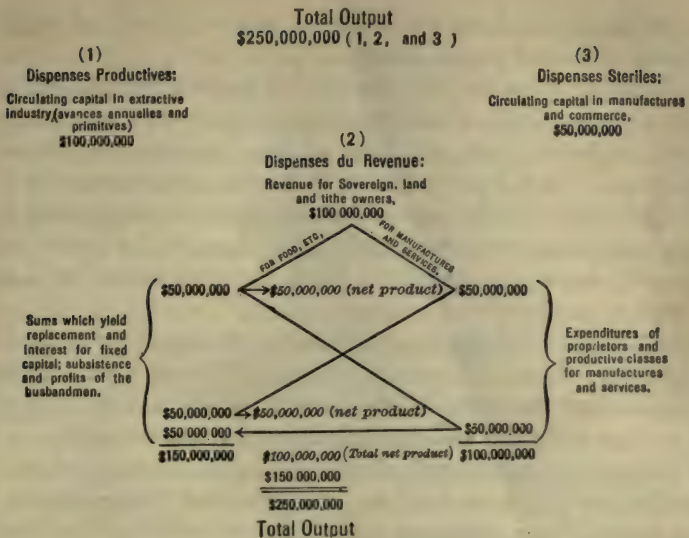 Total Output
$250,000,000 (1, 2, and 3)
(1)
Dispenses Productives:
Circulating capital in extractive
industry,(avances annuelles and
primitives)
$100,000,000
(3)
Dispenses Steriles:
Circulating capital in manufactures
and commerce,
$50,000,000
(2)
Dispenses du Revenue:
Revenue for Sovereign, land
and tithe owners,
$100 000,000
FOR FOOD, ETC,
FOR MANUFACTURES
AND SERVICES.
$50,000,000
$50,000,000 (net product)
$50,000,000
Sums which yield
replacement and
interest for fixed
capital; subsistence
and profits of the
husbandmen.
Expenditures of
proprietors and
productive classes
for manufactures
and services.
$50,000,000
$50,000,000 (net product)
$50 000 000
$50,000,000
$150,000,000
$100,000,000 (Total net product)
$100,000,000
$150 000,000
$250,000,000
Total Output